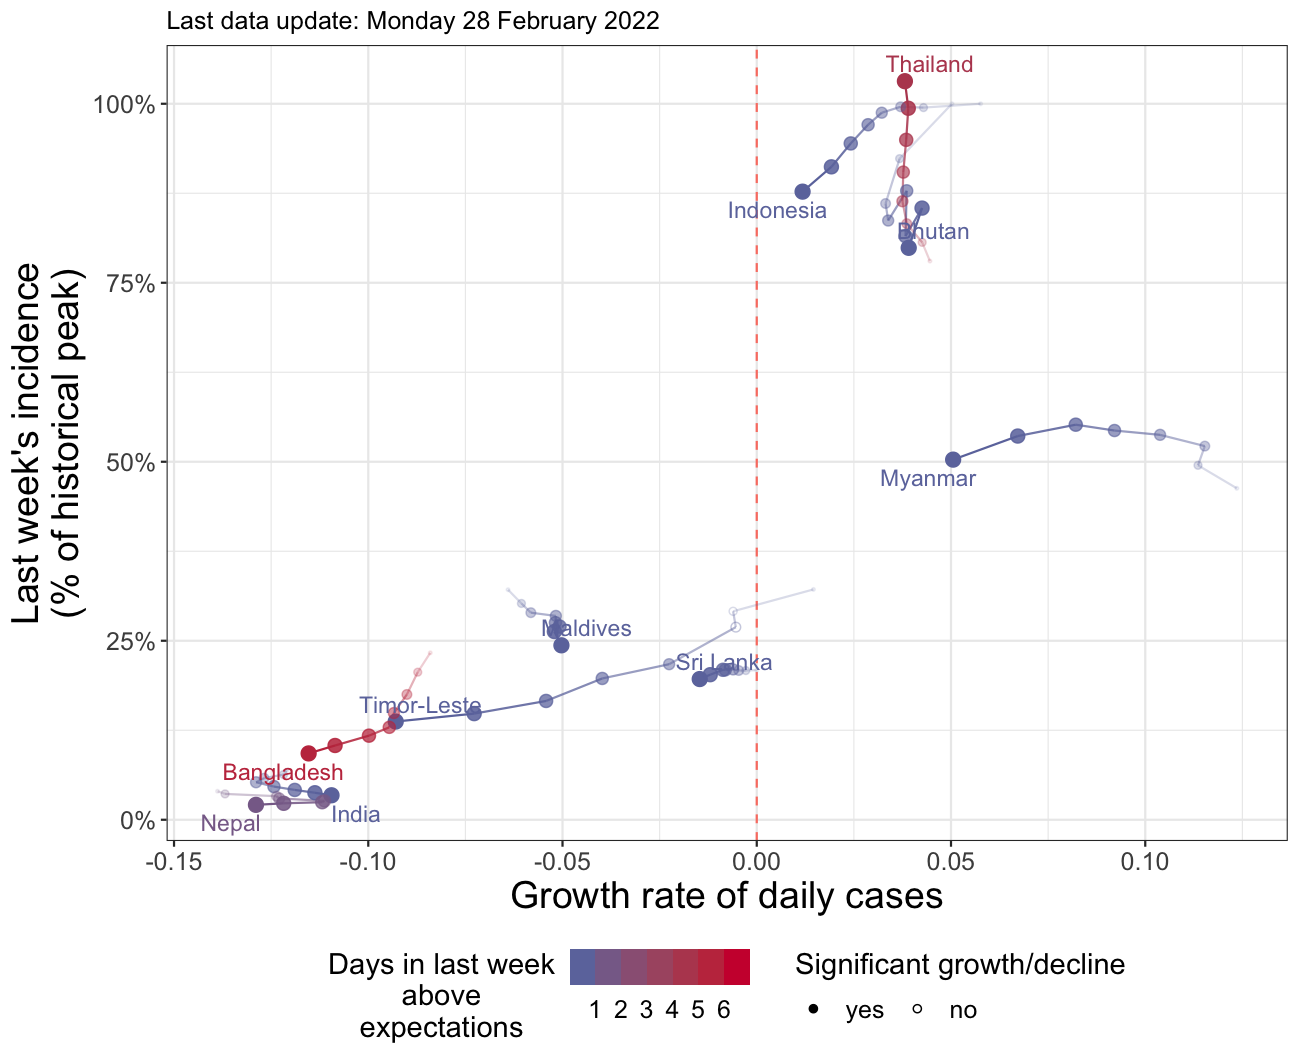 Last data update: Monday 28 February 2022
Last week's incidence
(% of historical peak)
100%
75%
50%
25%
0%
Thailand
Indonesia
Bhutan
Myanmar
Maldives
Sri Lanka
Timor-Leste
Bangladesh
India
Nepal
-0.15
-0.10
-0.05
0.00
0.05
0.10
Growth rate of daily cases
Days in last week
above
expectations
1 2 3 4 5 6
Significant growth/decline
yes
no